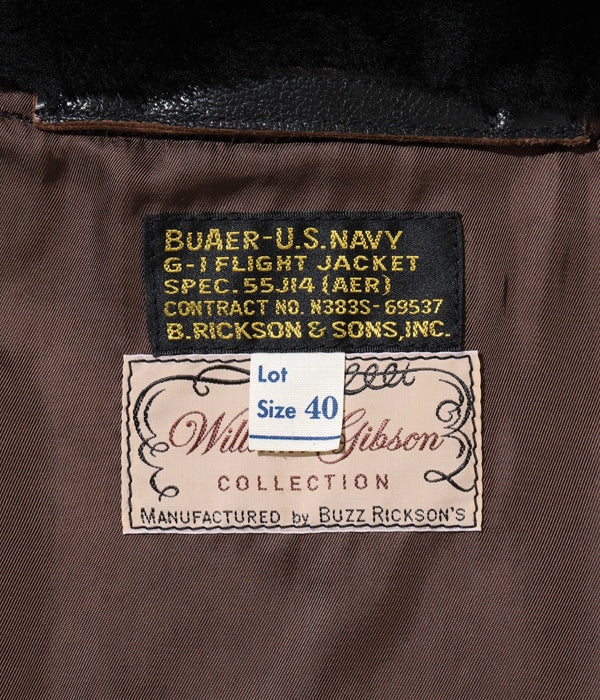 BUAER-U.S. NAVY
G-1 FLIGHT JACKET
SPEC. 55J14 (AER)
CONTRACT NO. N383S-69537
B. RICKSON & SONS, INC.
Lot
Size 40
Will Gibson
COLLECTION
MANUFACTURED by BUZZ RICKSON'S